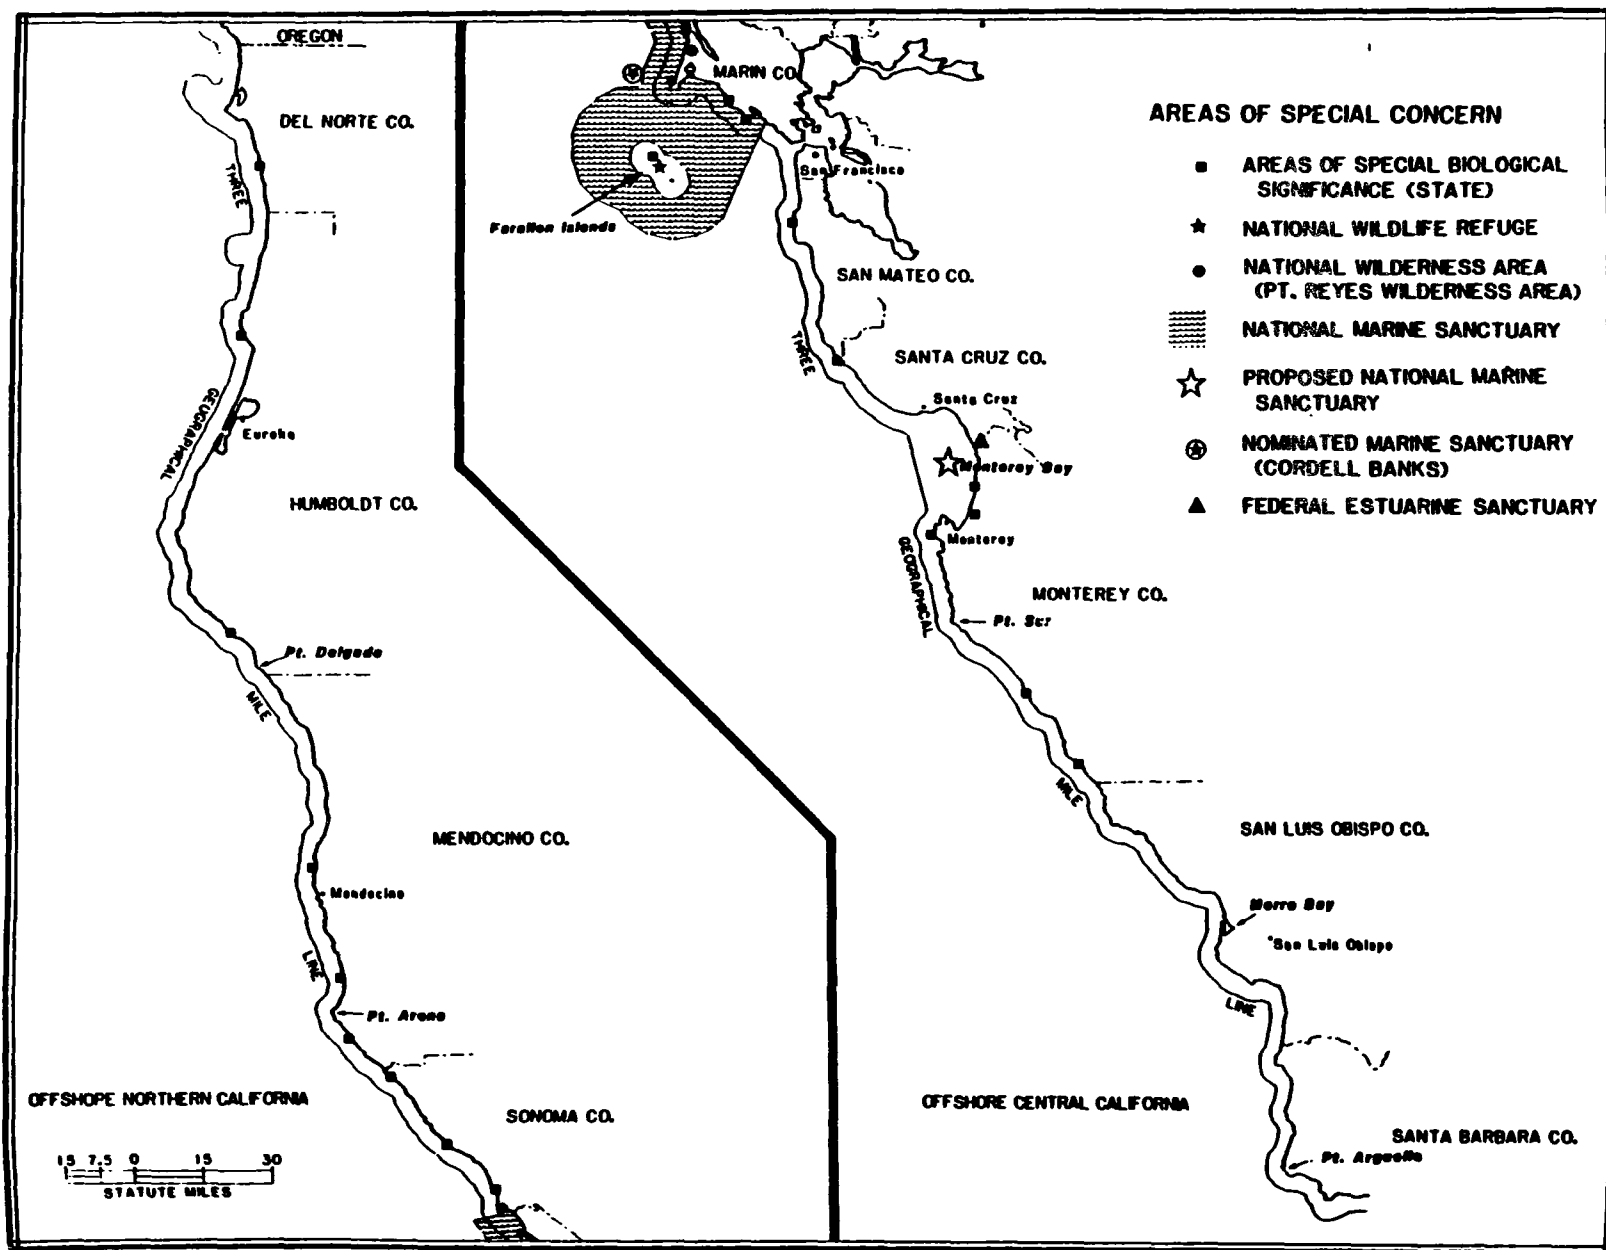 OREGON
DEL NORTE CO.
THREE
GEOGRAPHICAL
Eureka
HUMBOLDT CO.
Pt. Delgada
MILE
MENDOCINO CO.
Mendocino
LINE
Pt. Arena
OFFSHOPE NORTHERN CALIFORNIA
SONOMA CO.
15 7.5 0 15 30
STATUTE MILES
MARIN CO.
San Francisco
Farallon Islands
SAN MATEO CO.
THREE
SANTA CRUZ CO.
Santa Cruz
Monterey Bay
Monterey
GEOGRAPHICAL
MONTEREY CO.
Pt. Sur
MILE
SAN LUIS OBISPO CO.
Morro Bay
San Luis Obispo
LINE
OFFSHORE CENTRAL CALIFORNIA
SANTA BARBARA CO.
Pt. Arguello
AREAS OF SPECIAL CONCERN
AREAS OF SPECIAL BIOLOGICAL
SIGNIFICANCE (STATE)
NATIONAL WILDLIFE REFUGE
NATIONAL WILDERNESS AREA
(PT. REYES WILDERNESS AREA)
NATIONAL MARINE SANCTUARY
PROPOSED NATIONAL MARINE
SANCTUARY
NOMINATED MARINE SANCTUARY
(CORDELL BANKS)
FEDERAL ESTUARINE SANCTUARY